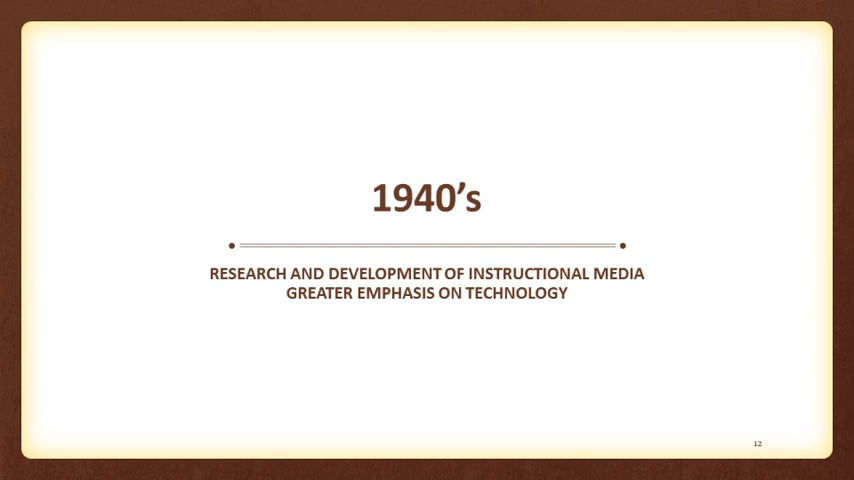 1940’s
RESEARCH AND DEVELOPMENT OF INSTRUCTIONAL MEDIA
GREATER EMPHASIS ON TECHNOLOGY
12